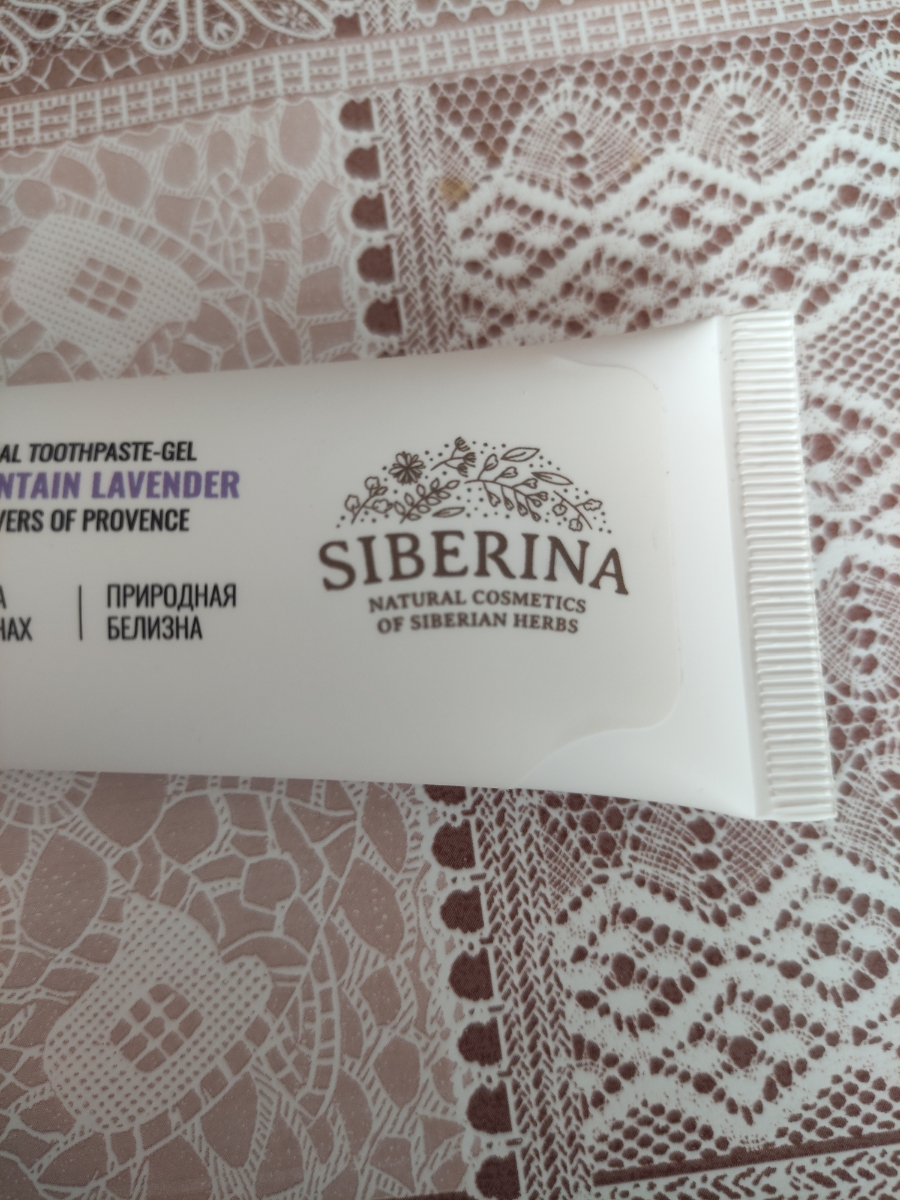 AL TOOTHPASTE-GEL
NTAIN LAVENDER
VERS OF PROVENCE
А
НАХ
ПРИРОДНАЯ
БЕЛИЗНА
SIBERINA
NATURAL COSMETICS
OF SIBERIAN HERBS